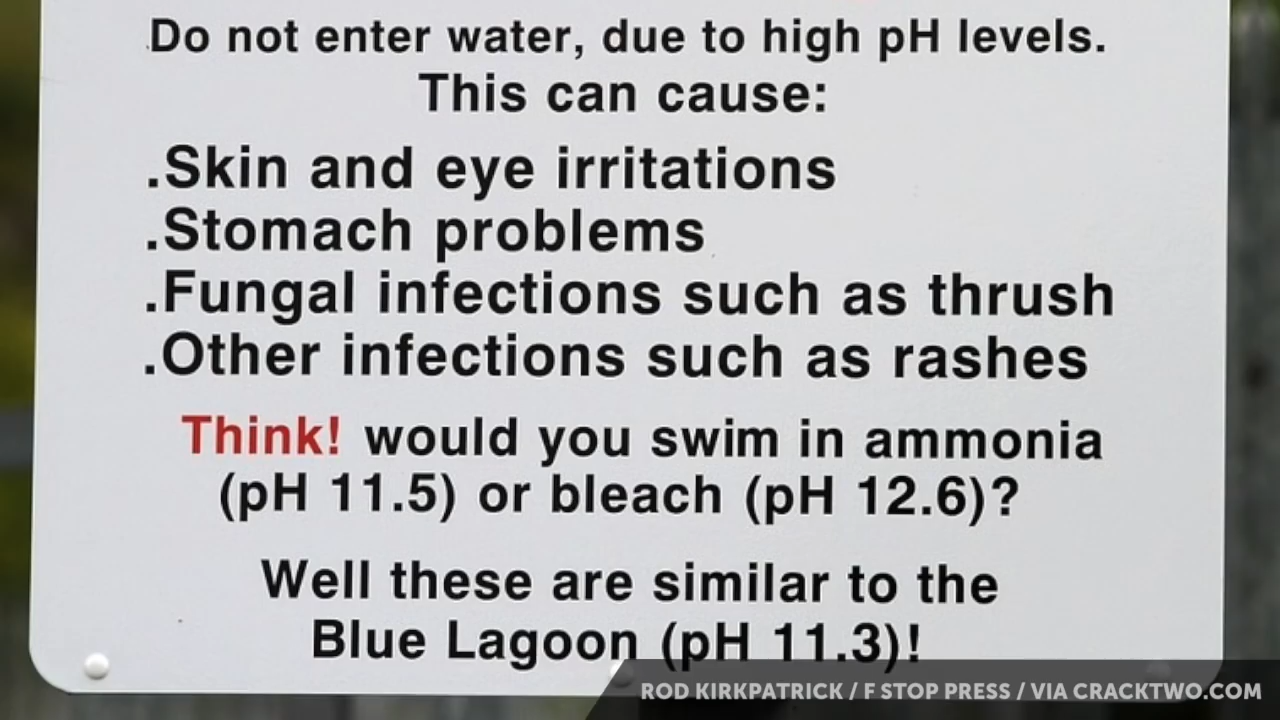 Do not enter water, due to high pH levels.
This can cause:
.Skin and eye irritations
.Stomach problems
.Fungal infections such as thrush
.Other infections such as rashes
Think! would you swim in ammonia
(pH 11.5) or bleach (pH 12.6)?
Well these are similar to the
Blue Lagoon (pH 11.3)!
ROD KIRKPATRICK / F STOP PRESS / VIA CRACKTWO.COM